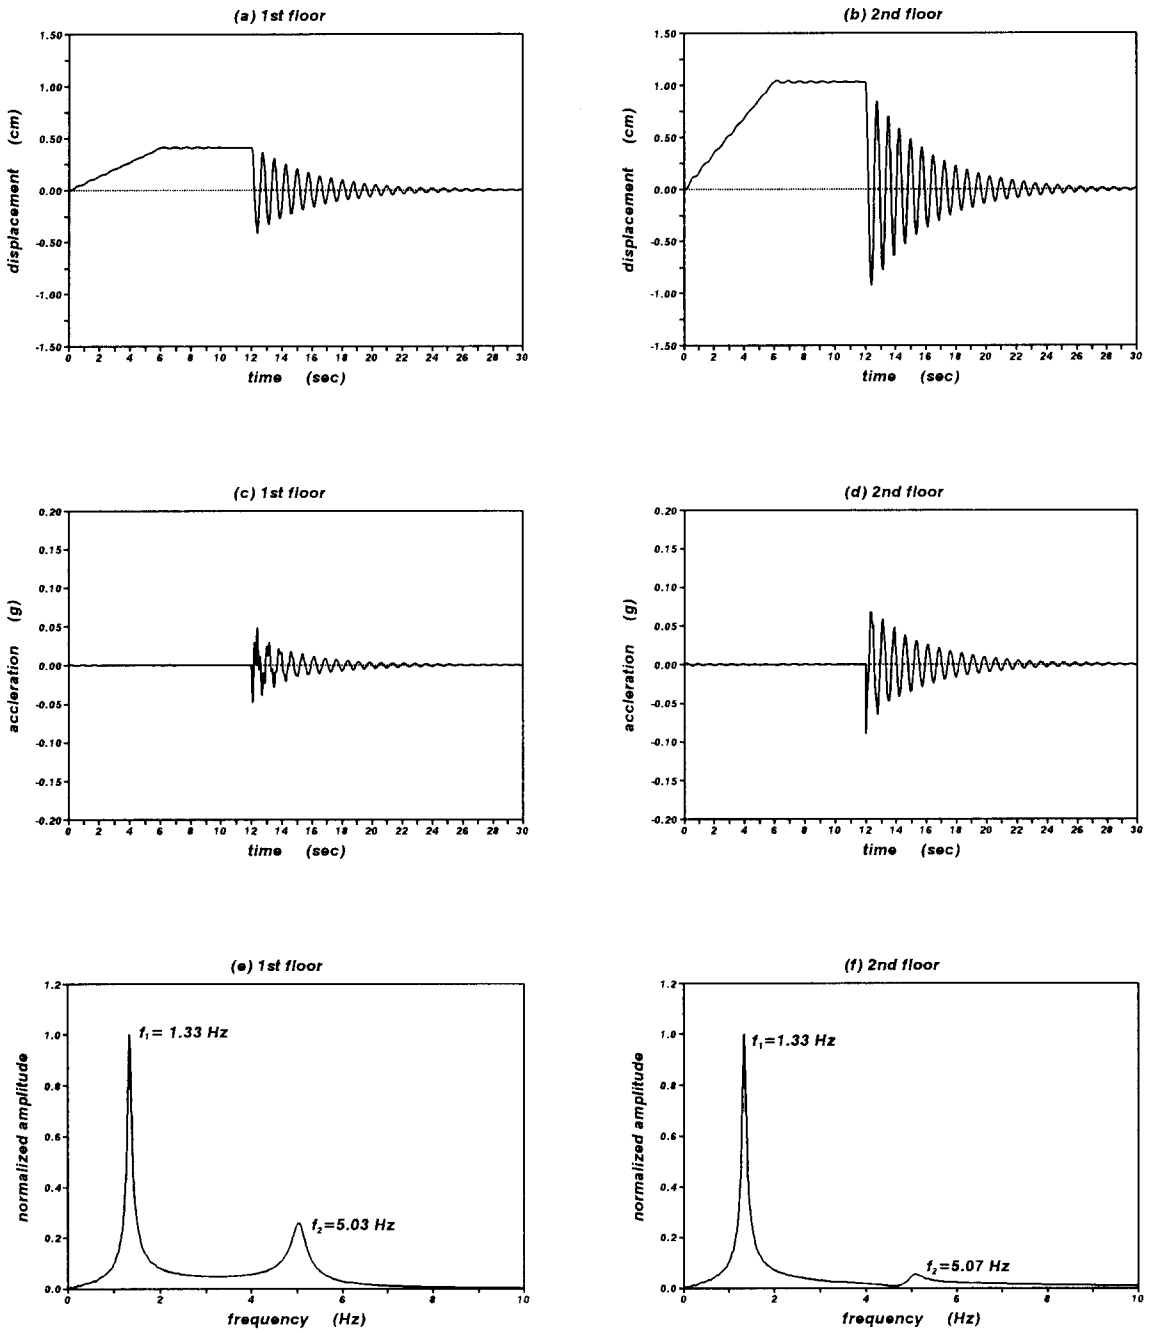 (a) 1st floor
1.50
1.00
0.50
0.00
-0.50
-1.00
-1.50
displacement (cm)
0 2 4 6 8 10 12 14 16 18 20 22 24 26 28 30
time (sec)
(b) 2nd floor
1.50
1.00
0.50
0.00
-0.50
-1.00
-1.50
displacement (cm)
0 2 4 6 8 10 12 14 16 18 20 22 24 26 28 30
time (sec)
(c) 1st floor
0.20
0.15
0.10
0.05
0.00
-0.05
-0.10
-0.15
-0.20
accleration (g)
0 2 4 6 8 10 12 14 16 18 20 22 24 26 28 30
time (sec)
(d) 2nd floor
0.20
0.15
0.10
0.05
0.00
-0.05
-0.10
-0.15
-0.20
accleration (g)
0 2 4 6 8 10 12 14 16 18 20 22 24 26 28 30
time (sec)
(e) 1st floor
1.2
1.0
0.8
0.6
0.4
0.2
0.0
normalized amplitude
f₁= 1.33 Hz
f₂=5.03 Hz
0 2 4 6 8 10
frequency (Hz)
(f) 2nd floor
1.2
1.0
0.8
0.6
0.4
0.2
0.0
normalized amplitude
f₁=1.33 Hz
f₂=5.07 Hz
0 2 4 6 8 10
frequency (Hz)